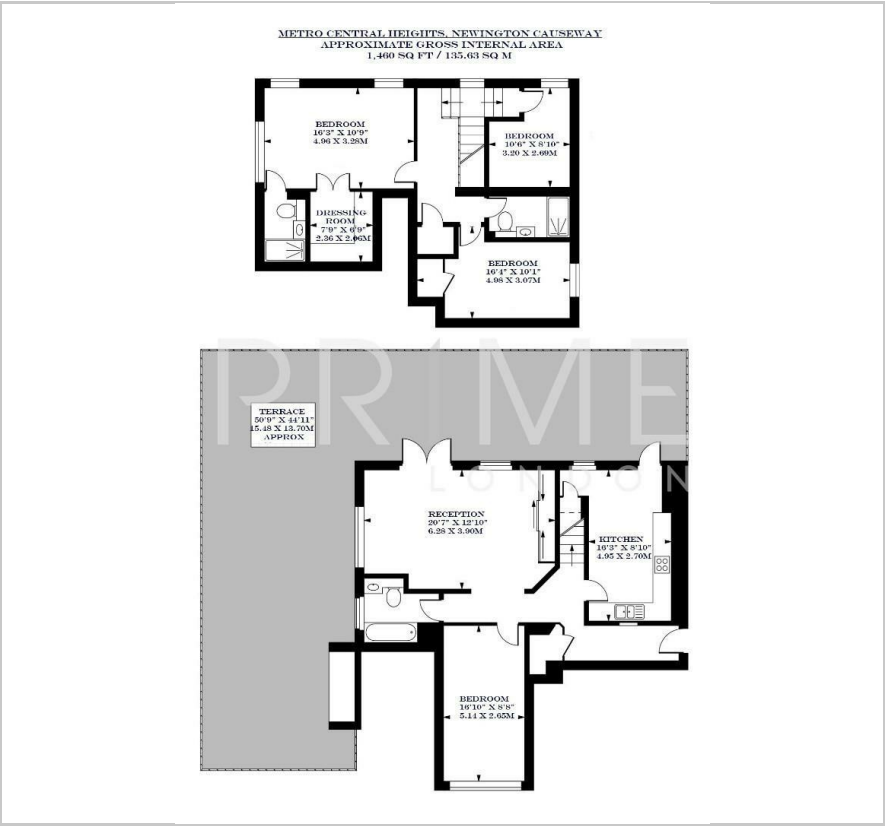 METRO CENTRAL HEIGHTS, NEWINGTON CAUSEWAY
APPROXIMATE GROSS INTERNAL AREA
1,460 SQ FT / 135.63 SQ M
BEDROOM
16'3" X 10'9"
4.96 X 3.28M
BEDROOM
10'6" X 8'10"
3.20 X 2.69M
DRESSING
ROOM
7'9" X 6'9"
2.36 X 2.06M
BEDROOM
16'4" X 10'1"
4.98 X 3.07M
PRIME
LONDON
TERRACE
50'9" X 44'11"
15.48 X 13.70M
APPROX
RECEPTION
20'7" X 12'10"
6.28 X 3.90M
KITCHEN
16'3" X 8'10"
4.95 X 2.70M
BEDROOM
16'10" X 8'8"
5.14 X 2.65M